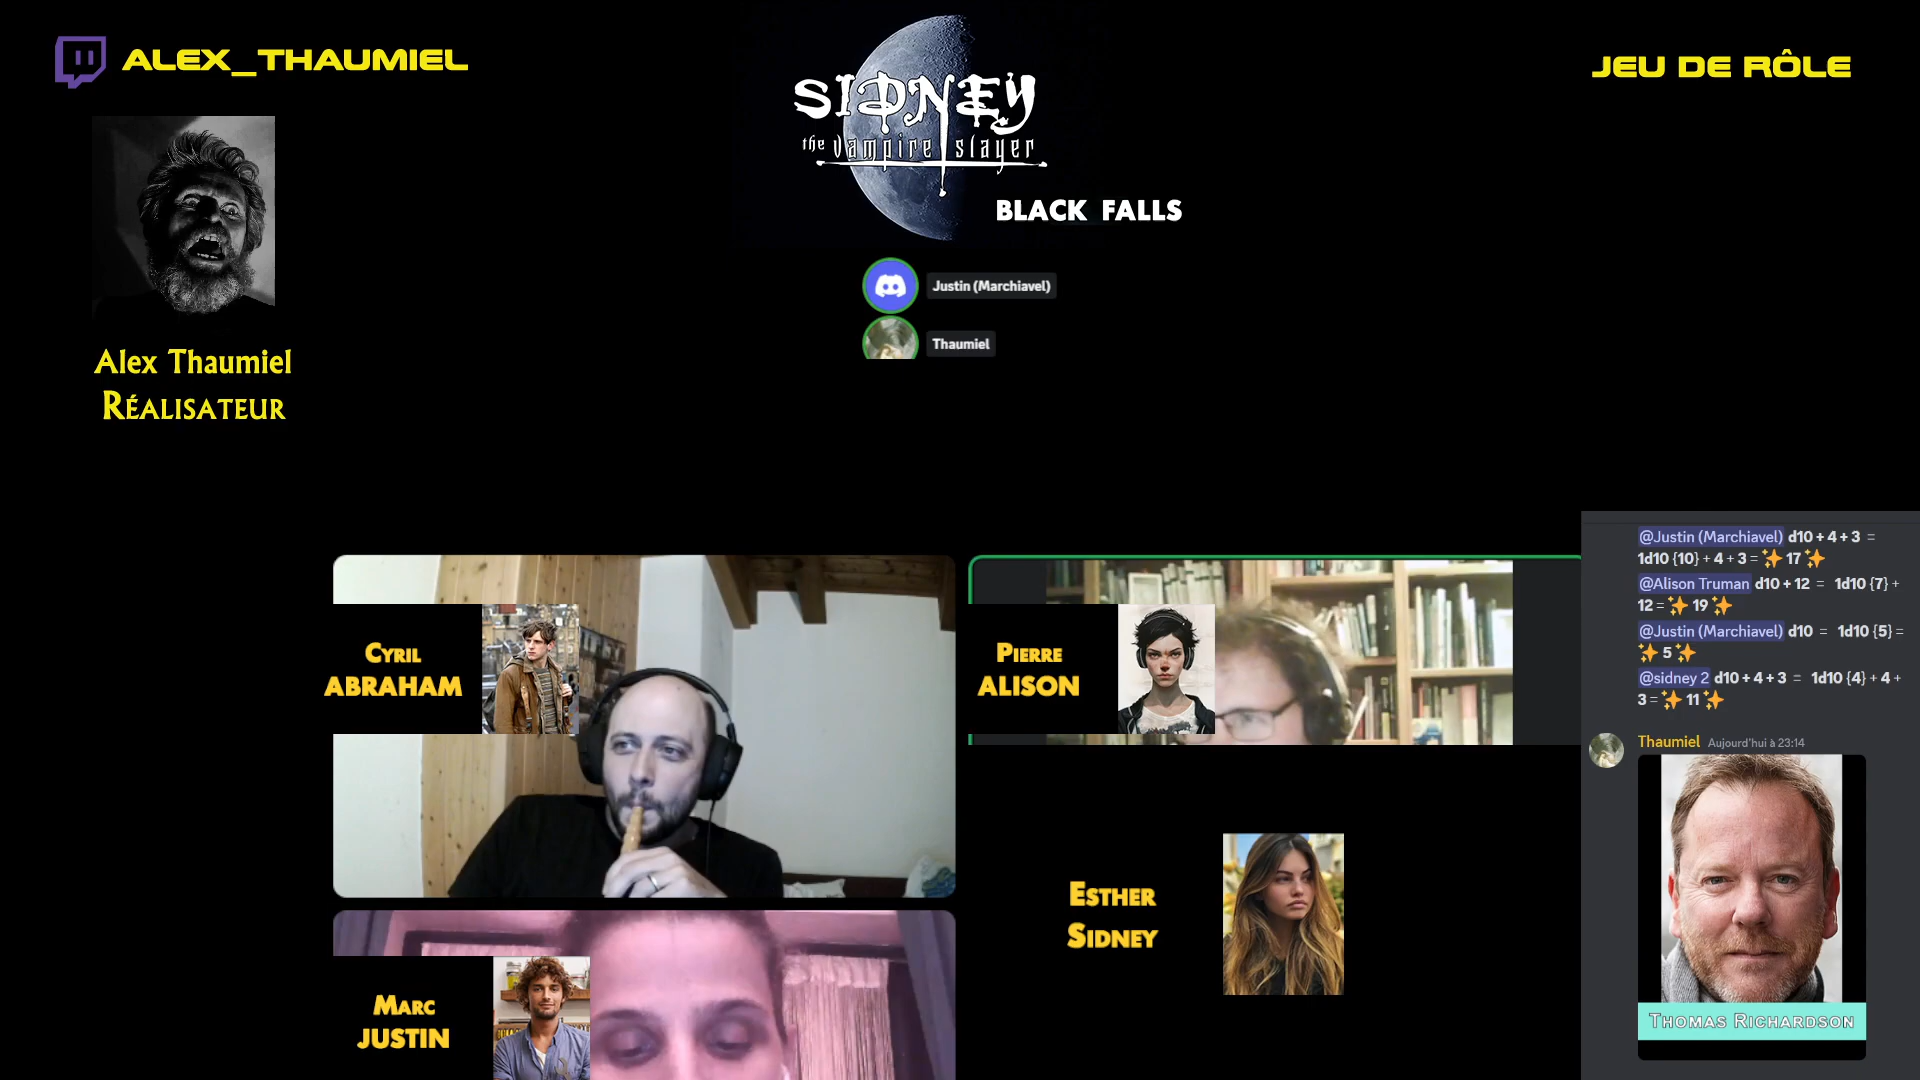 ALEX_THAUMIEL
JEU DE RÔLE
SIDNEY
the vampire slayer
BLACK FALLS
Justin (Marchiavel)
Thaumiel
Alex Thaumiel
RÉALISATEUR
CYRIL
ABRAHAM
PIERRE
ALISON
MARC
JUSTIN
ESTHER
SIDNEY
@Justin (Marchiavel) d10 + 4 + 3 =
1d10 {10} + 4 + 3 = ✨ 17 ✨
@Alison Truman d10 + 12 = 1d10 {7} +
12 = ✨ 19 ✨
@Justin (Marchiavel) d10 = 1d10 {5} =
✨ 5 ✨
@sidney 2 d10 + 4 + 3 = 1d10 {4} + 4 +
3 = ✨ 11 ✨
Thaumiel Aujourd'hui à 23:14
THOMAS RICHARDSON